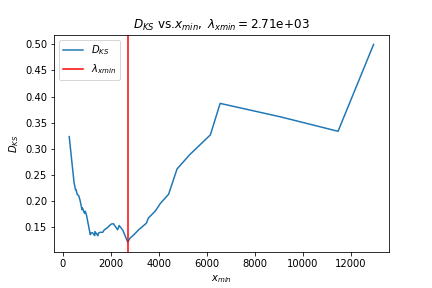 D_KS vs. x_min, λ_xmin = 2.71e+03
D_KS
λ_xmin
0.50
0.45
0.40
0.35
0.30
0.25
0.20
0.15
D_KS
0 2000 4000 6000 8000 10000 12000
x_min